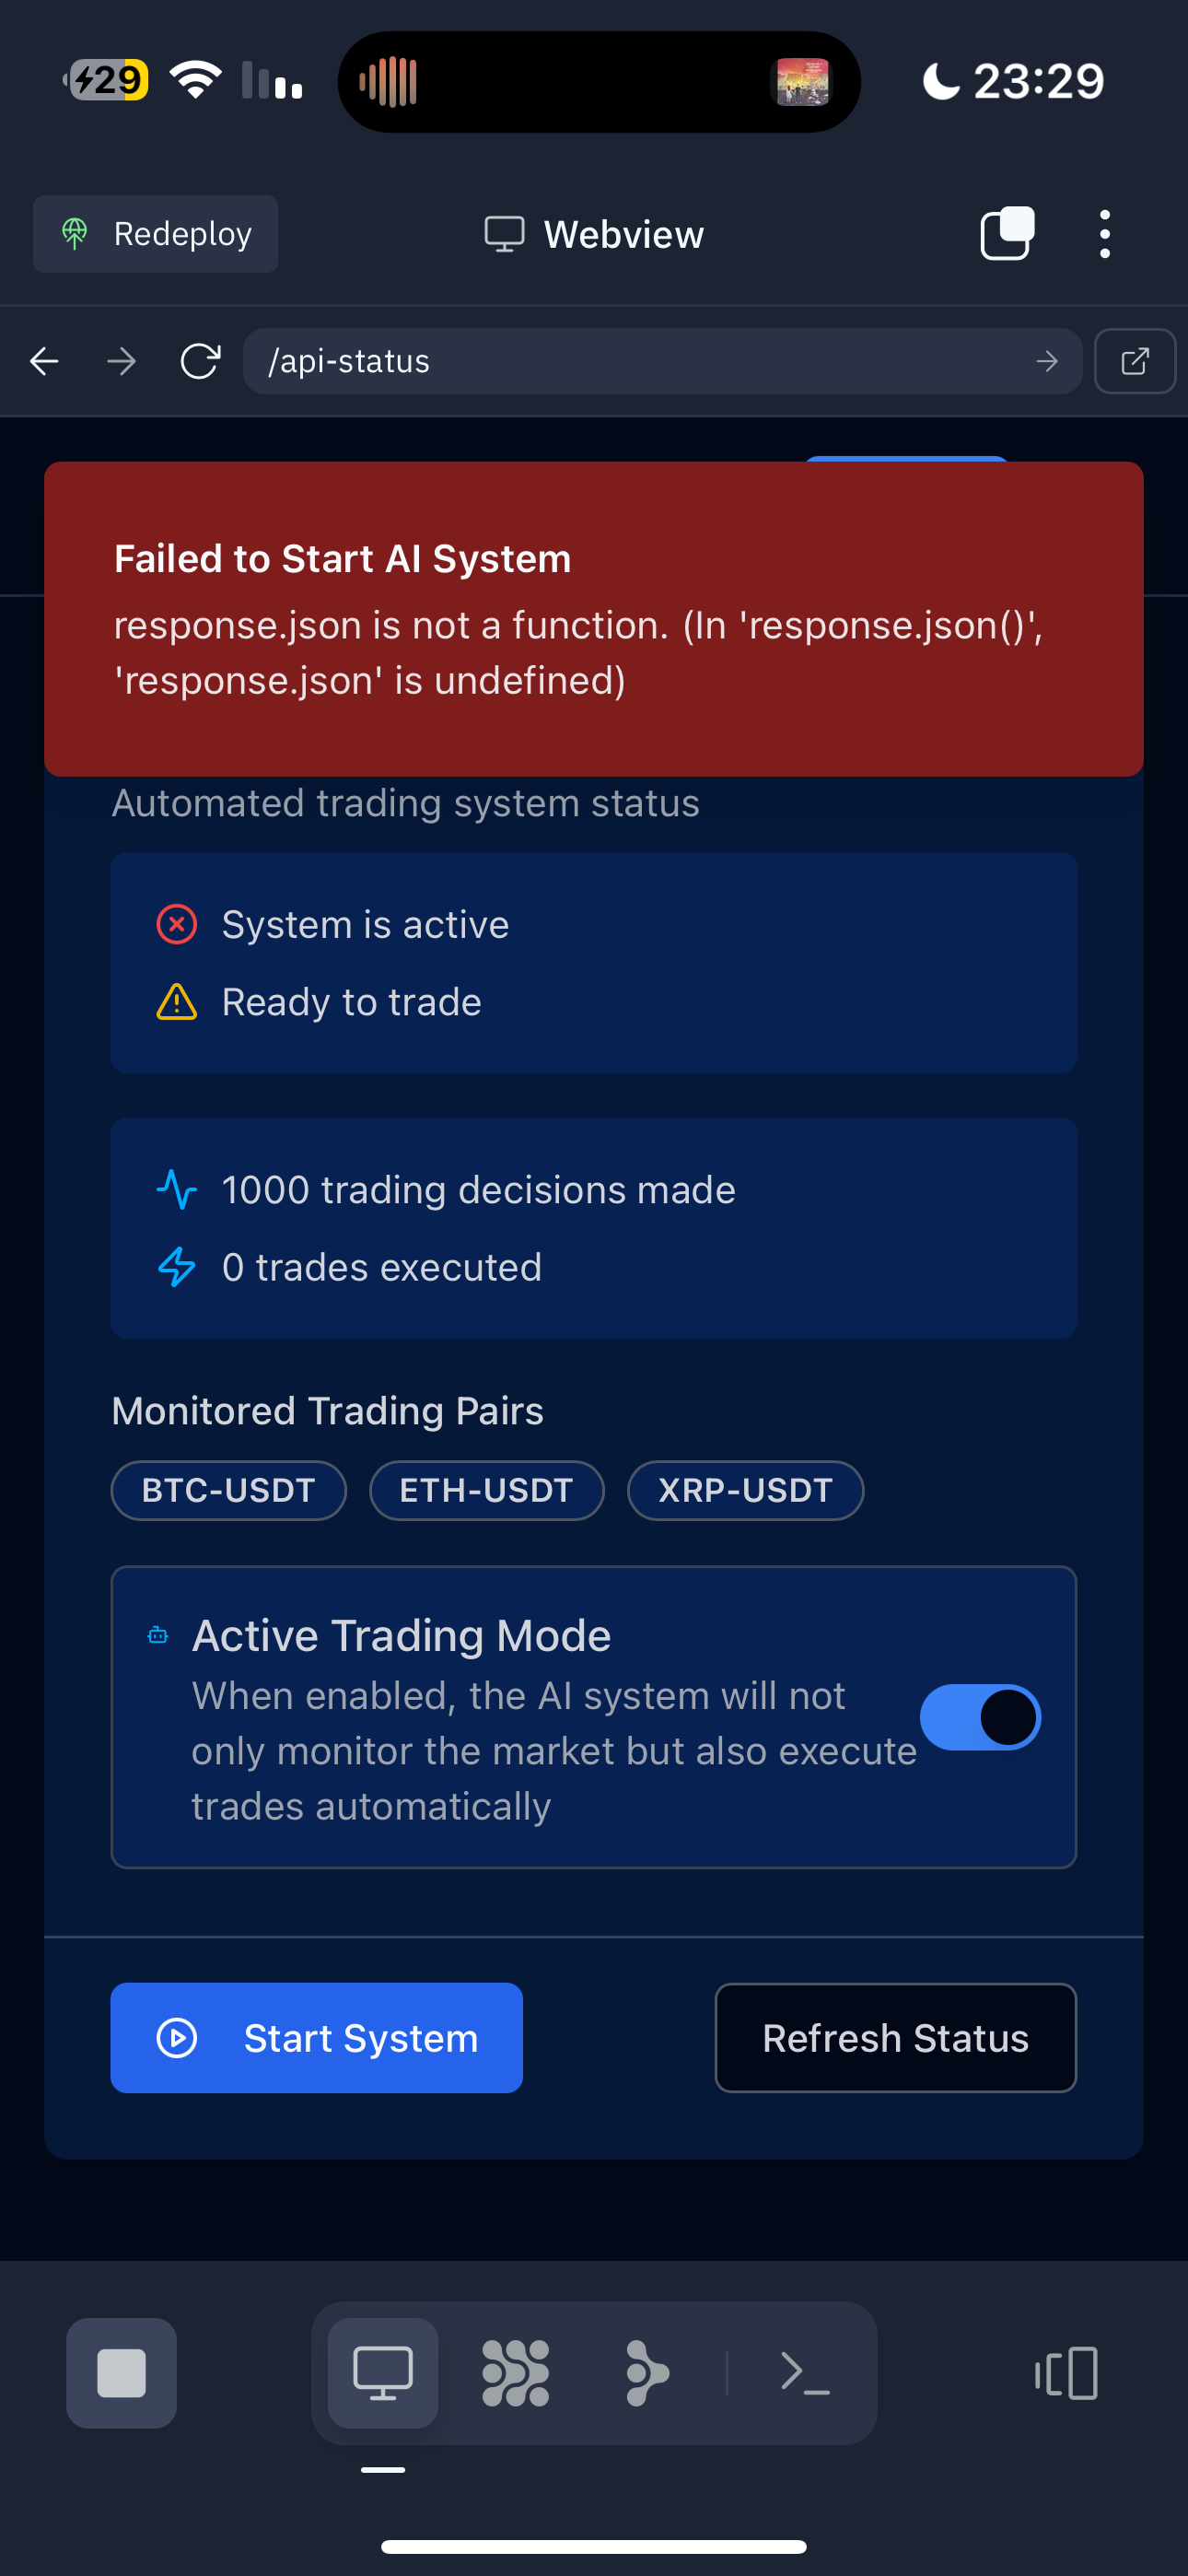 29
23:29
Redeploy
Webview
/api-status
Failed to Start AI System
response.json is not a function. (In 'response.json()',
'response.json' is undefined)
Automated trading system status
System is active
Ready to trade
1000 trading decisions made
0 trades executed
Monitored Trading Pairs
BTC-USDT ETH-USDT XRP-USDT
Active Trading Mode
When enabled, the AI system will not
only monitor the market but also execute
trades automatically
Start System
Refresh Status